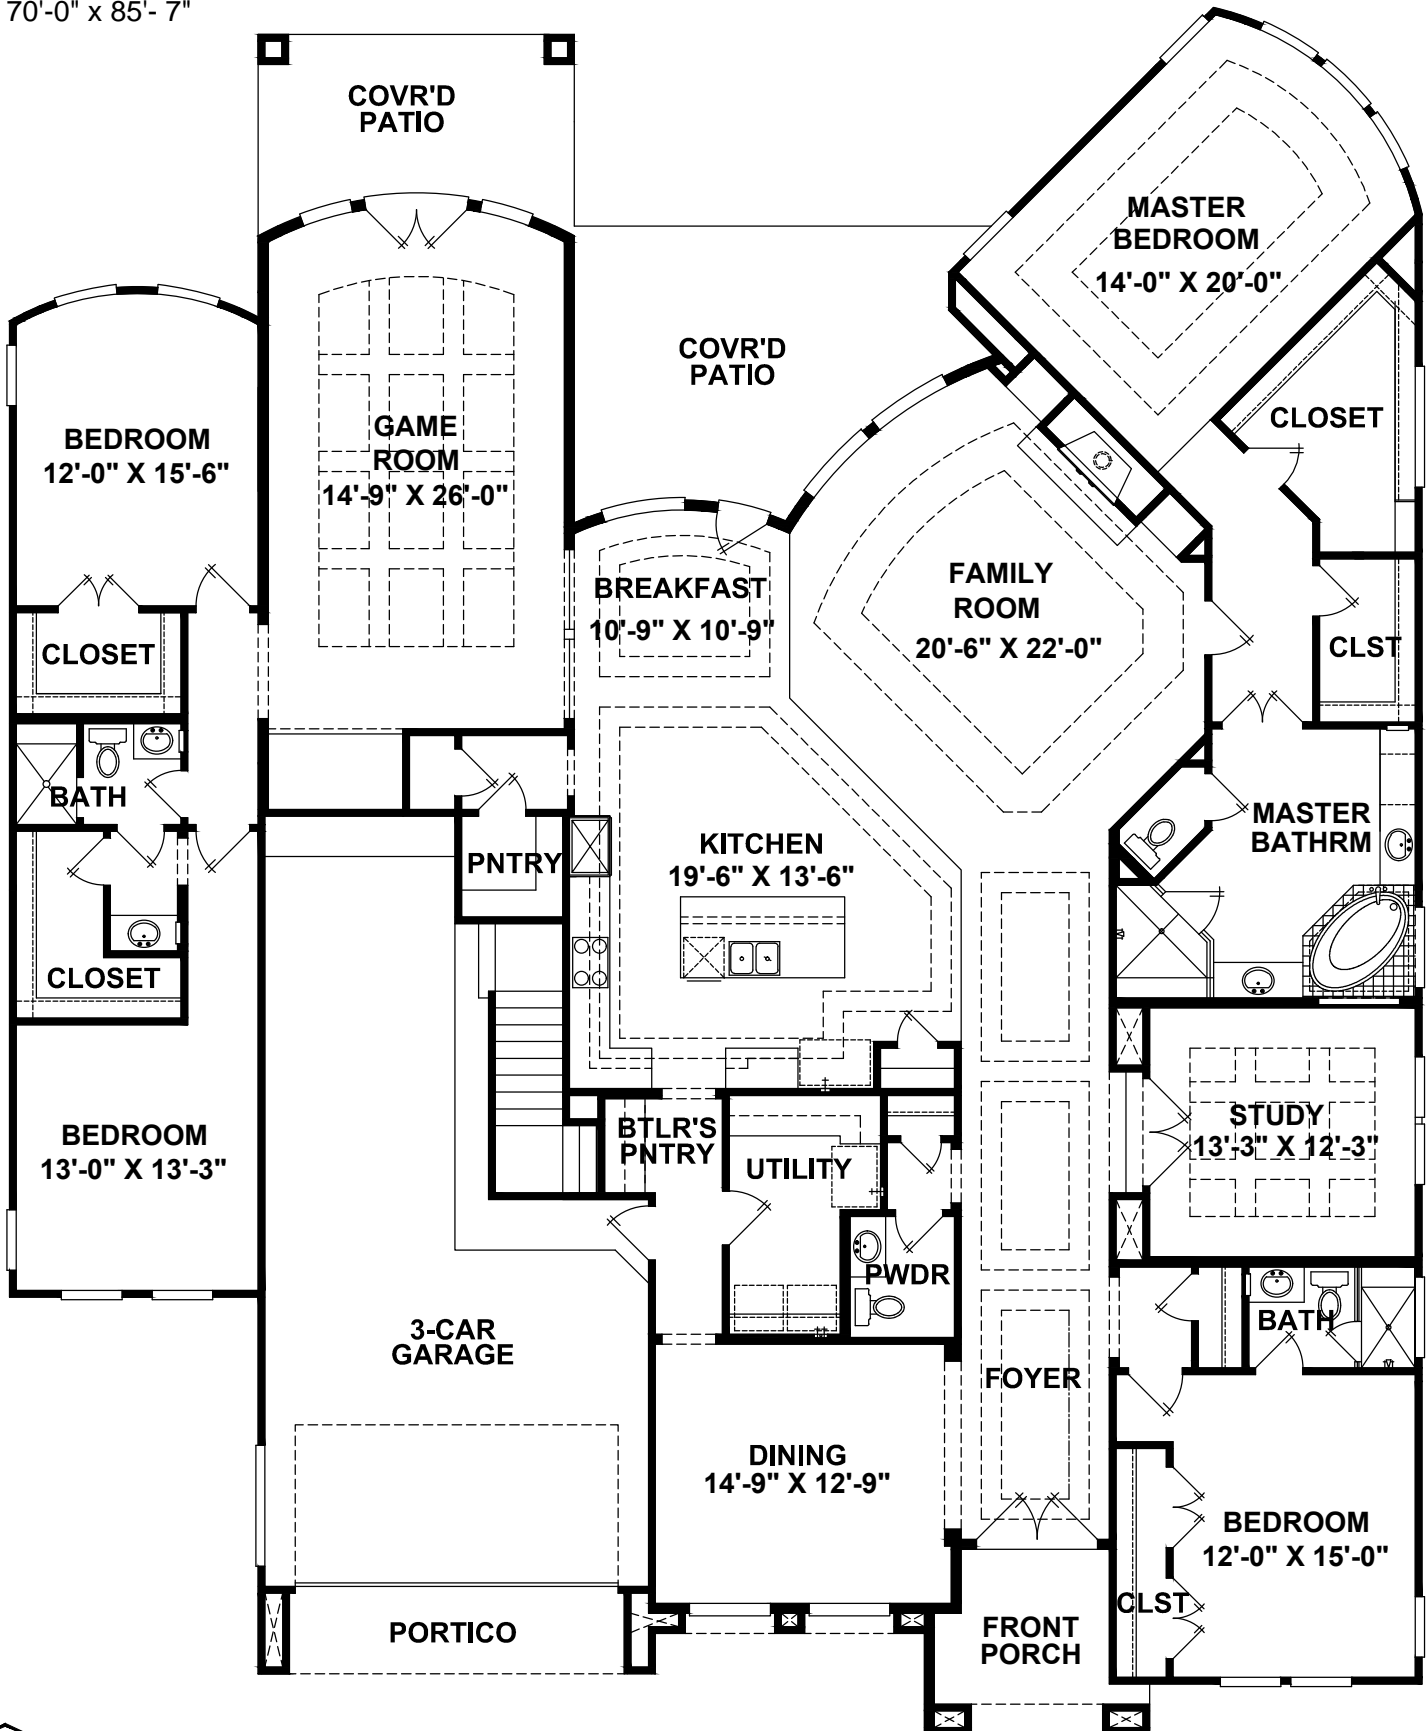 70'-0" x 85'- 7"
COVR'D
PATIO
MASTER
BEDROOM
14'-0" X 20'-0"
COVR'D
PATIO
CLOSET
BEDROOM
12'-0" X 15'-6"
GAME
ROOM
14'-9" X 26'-0"
BREAKFAST
10'-9" X 10'-9"
FAMILY
ROOM
20'-6" X 22'-0"
CLOSET
CLST
BATH
PNTRY
KITCHEN
19'-6" X 13'-6"
MASTER
BATHRM
CLOSET
BEDROOM
13'-0" X 13'-3"
BTLR'S
PNTRY
UTILITY
STUDY
13'-3" X 12'-3"
PWDR
3-CAR
GARAGE
FOYER
BATH
DINING
14'-9" X 12'-9"
BEDROOM
12'-0" X 15'-0"
CLST
PORTICO
FRONT
PORCH